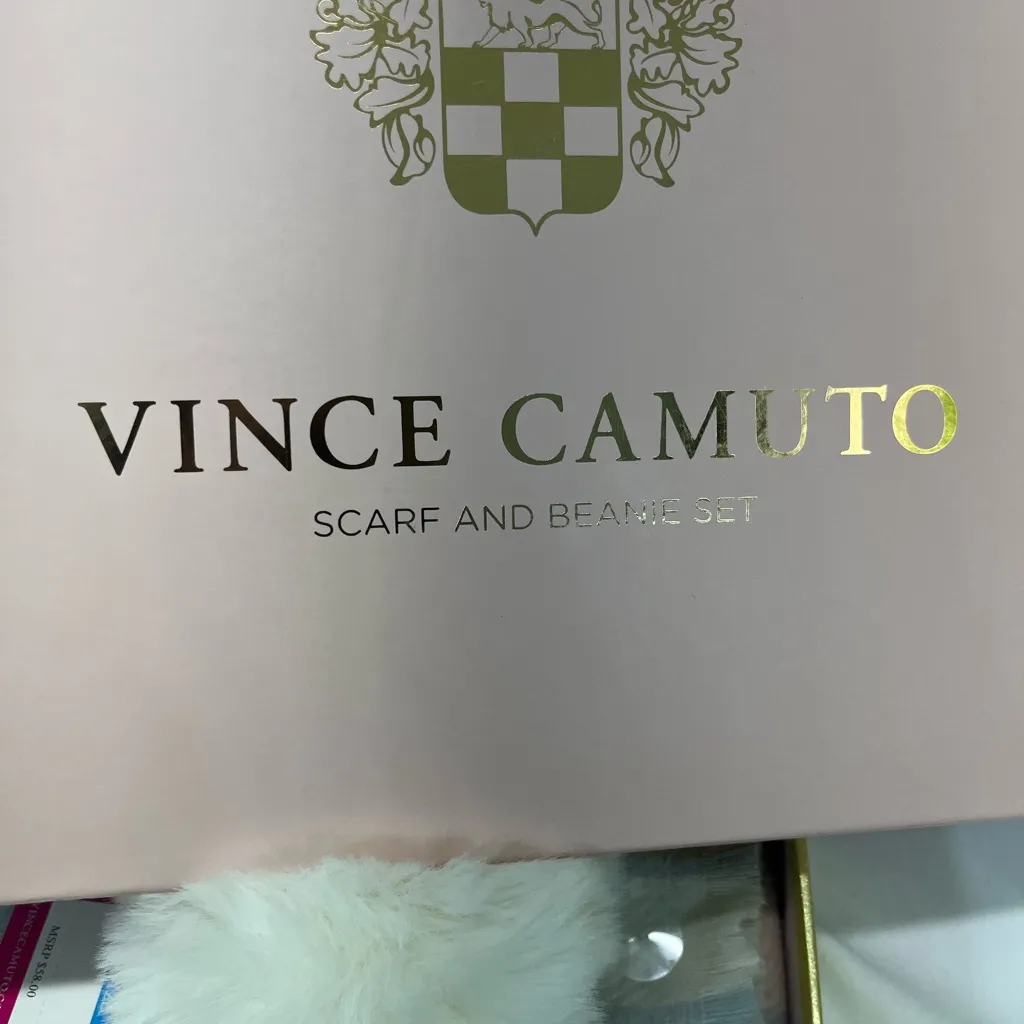 VINCE CAMUTO
SCARF AND BEANIE SET
MSRP $58.00